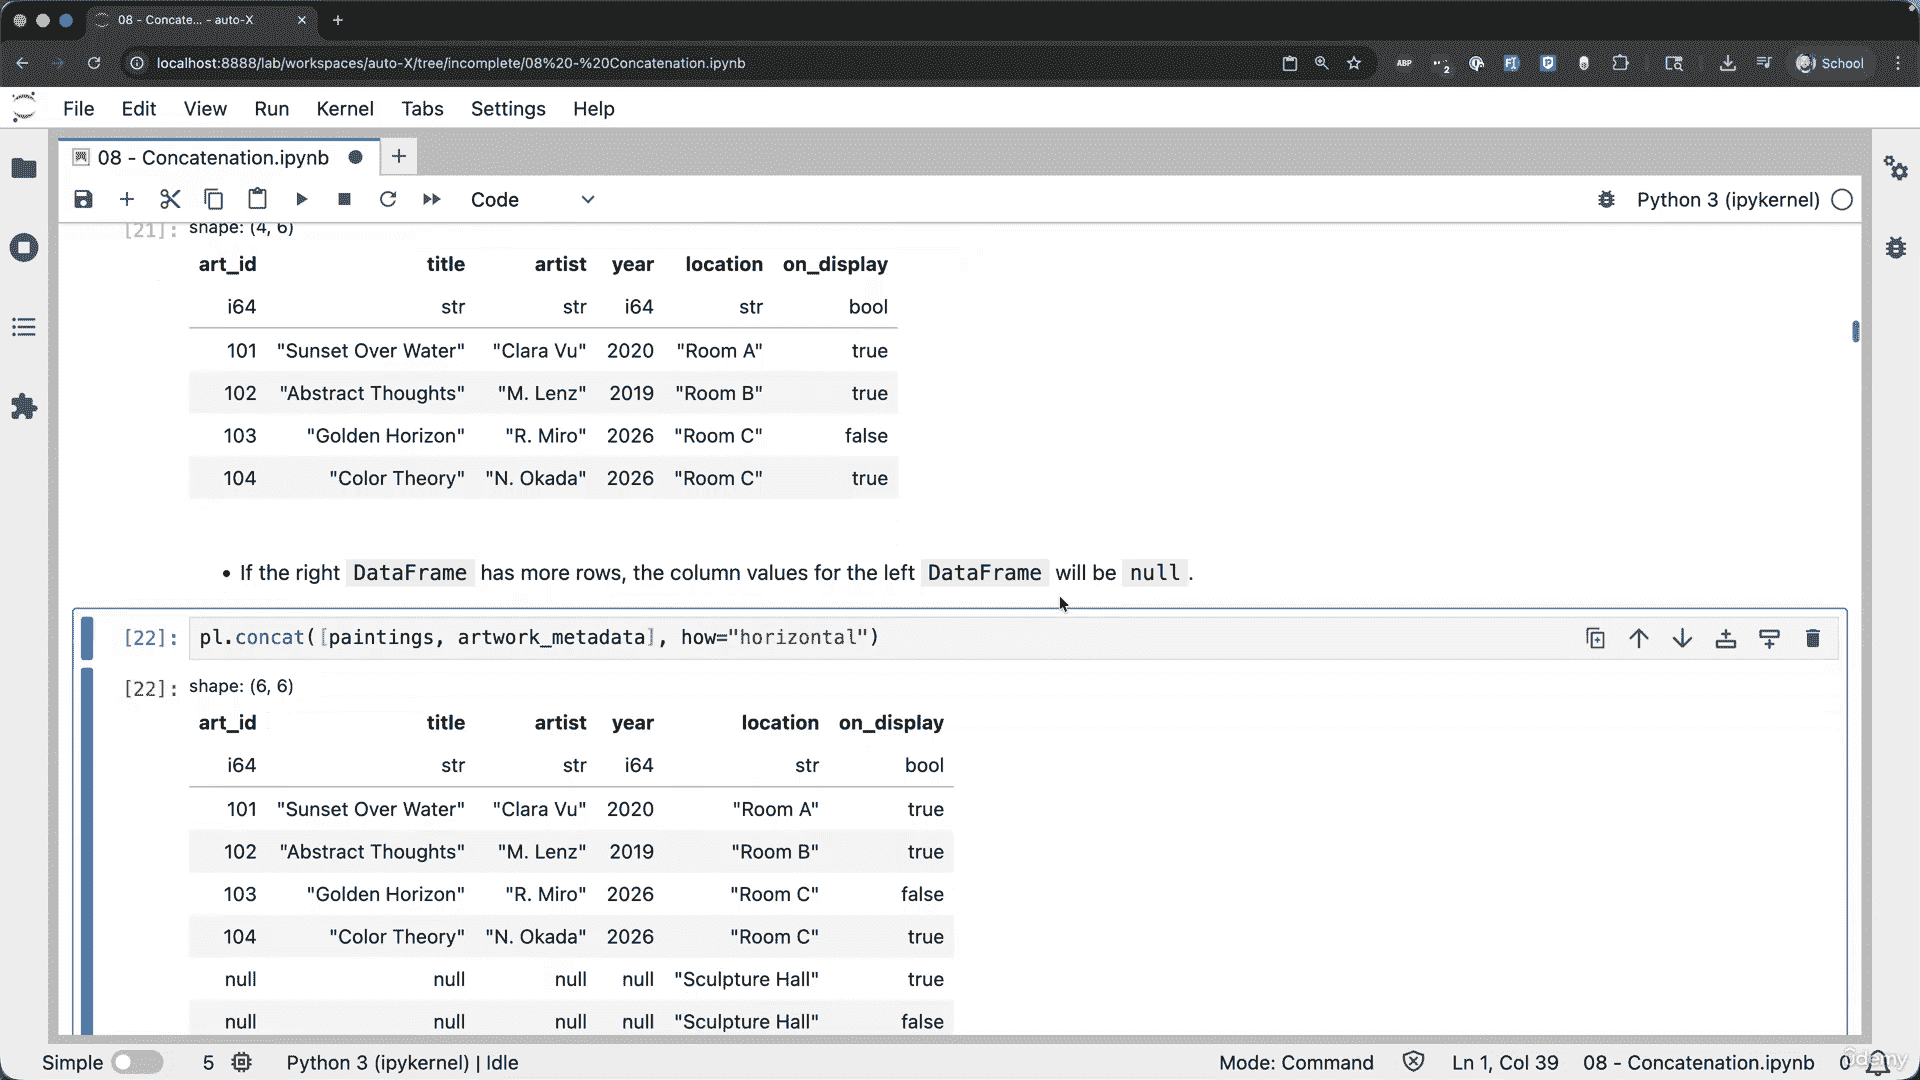 08 - Concate... - auto-X
localhost:8888/lab/workspaces/auto-X/tree/incomplete/08%20-%20Concatenation.ipynb
ABP
2
School
File Edit View Run Kernel Tabs Settings Help
08 - Concatenation.ipynb
Code
Python 3 (ipykernel)
[21]: shape: (4, 6)
art_id title artist year location on_display
i64 str str i64 str bool
101 "Sunset Over Water" "Clara Vu" 2020 "Room A" true
102 "Abstract Thoughts" "M. Lenz" 2019 "Room B" true
103 "Golden Horizon" "R. Miro" 2026 "Room C" false
104 "Color Theory" "N. Okada" 2026 "Room C" true
• If the right DataFrame has more rows, the column values for the left DataFrame will be null.
[22]: pl.concat([paintings, artwork_metadata], how="horizontal")
[22]: shape: (6, 6)
art_id title artist year location on_display
i64 str str i64 str bool
101 "Sunset Over Water" "Clara Vu" 2020 "Room A" true
102 "Abstract Thoughts" "M. Lenz" 2019 "Room B" true
103 "Golden Horizon" "R. Miro" 2026 "Room C" false
104 "Color Theory" "N. Okada" 2026 "Room C" true
null null null null "Sculpture Hall" true
null null null null "Sculpture Hall" false
Simple 5 Python 3 (ipykernel) | Idle Mode: Command Ln 1, Col 39 08 - Concatenation.ipynb 0
ûdemy